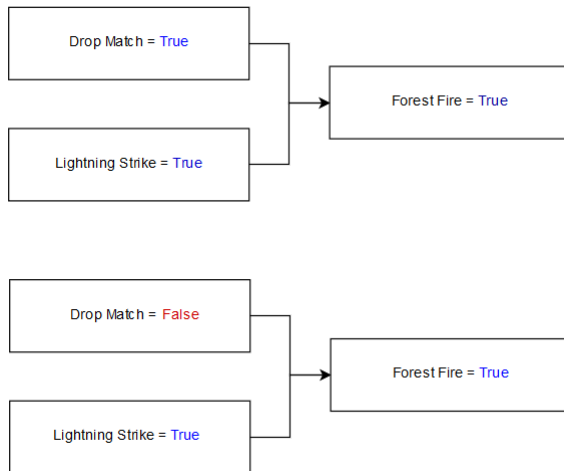 Drop Match = True
Forest Fire = True
Lightning Strike = True
Drop Match = False
Forest Fire = True
Lightning Strike = True